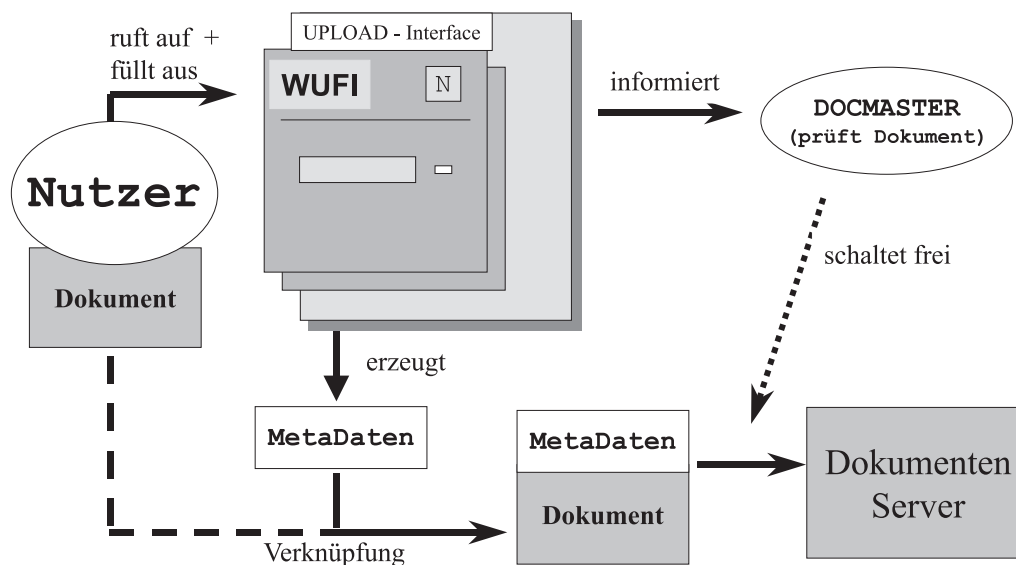 ruft auf +
füllt aus
UPLOAD - Interface
WUFI
N
informiert
DOCMASTER
(prüft Dokument)
Nutzer
Dokument
schaltet frei
erzeugt
MetaDaten
MetaDaten
Dokument
Dokumenten
Server
Verknüpfung